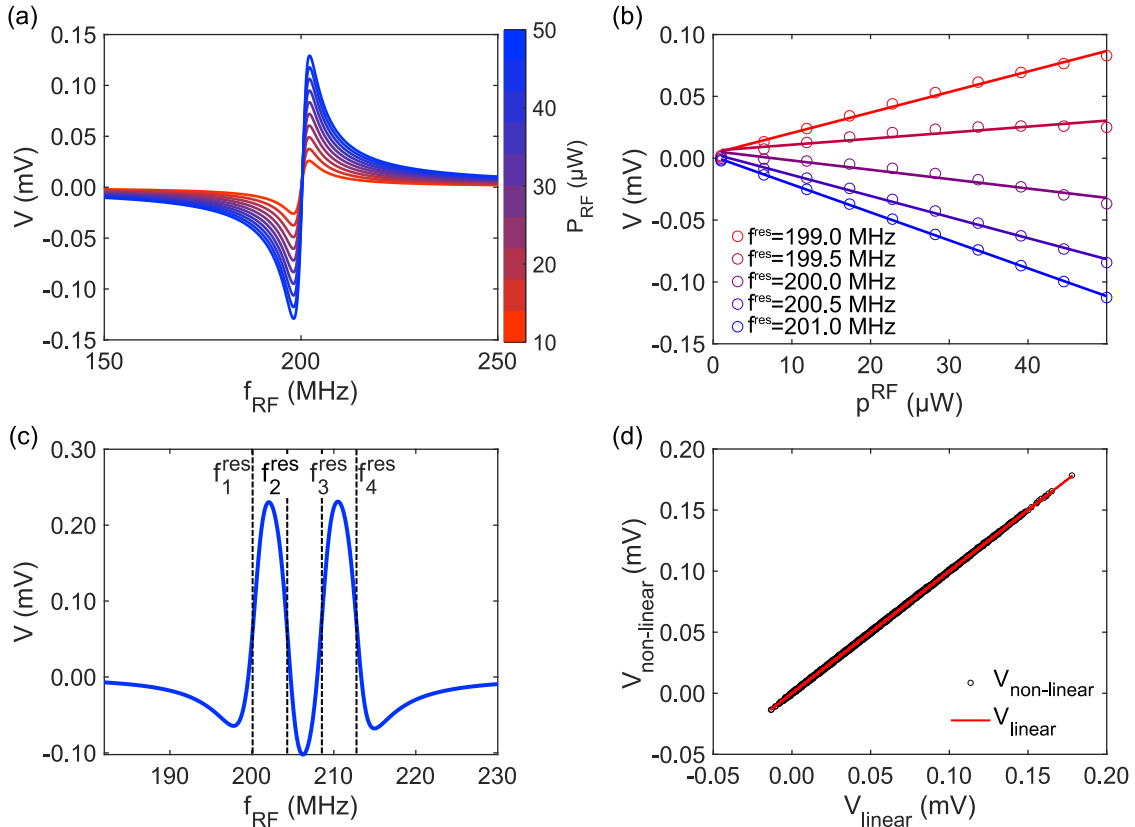 (a)
0.15
0.10
0.05
0.00
-0.05
-0.10
-0.15
V (mV)
150
200
250
f_RF (MHz)
50
40
30
20
10
P_RF (µW)
(b)
0.10
0.05
0.00
-0.05
-0.10
-0.15
V (mV)
f^res=199.0 MHz
f^res=199.5 MHz
f^res=200.0 MHz
f^res=200.5 MHz
f^res=201.0 MHz
0
10
20
30
40
p^RF (µW)
(c)
0.30
0.20
0.10
0.00
-0.10
V (mV)
f_1^res
f_2^res
f_3^res
f_4^res
190
200
210
220
230
f_RF (MHz)
(d)
0.20
0.15
0.10
0.05
0.00
-0.05
V_non-linear (mV)
V_non-linear
V_linear
-0.05
0.00
0.05
0.10
0.15
0.20
V_linear (mV)